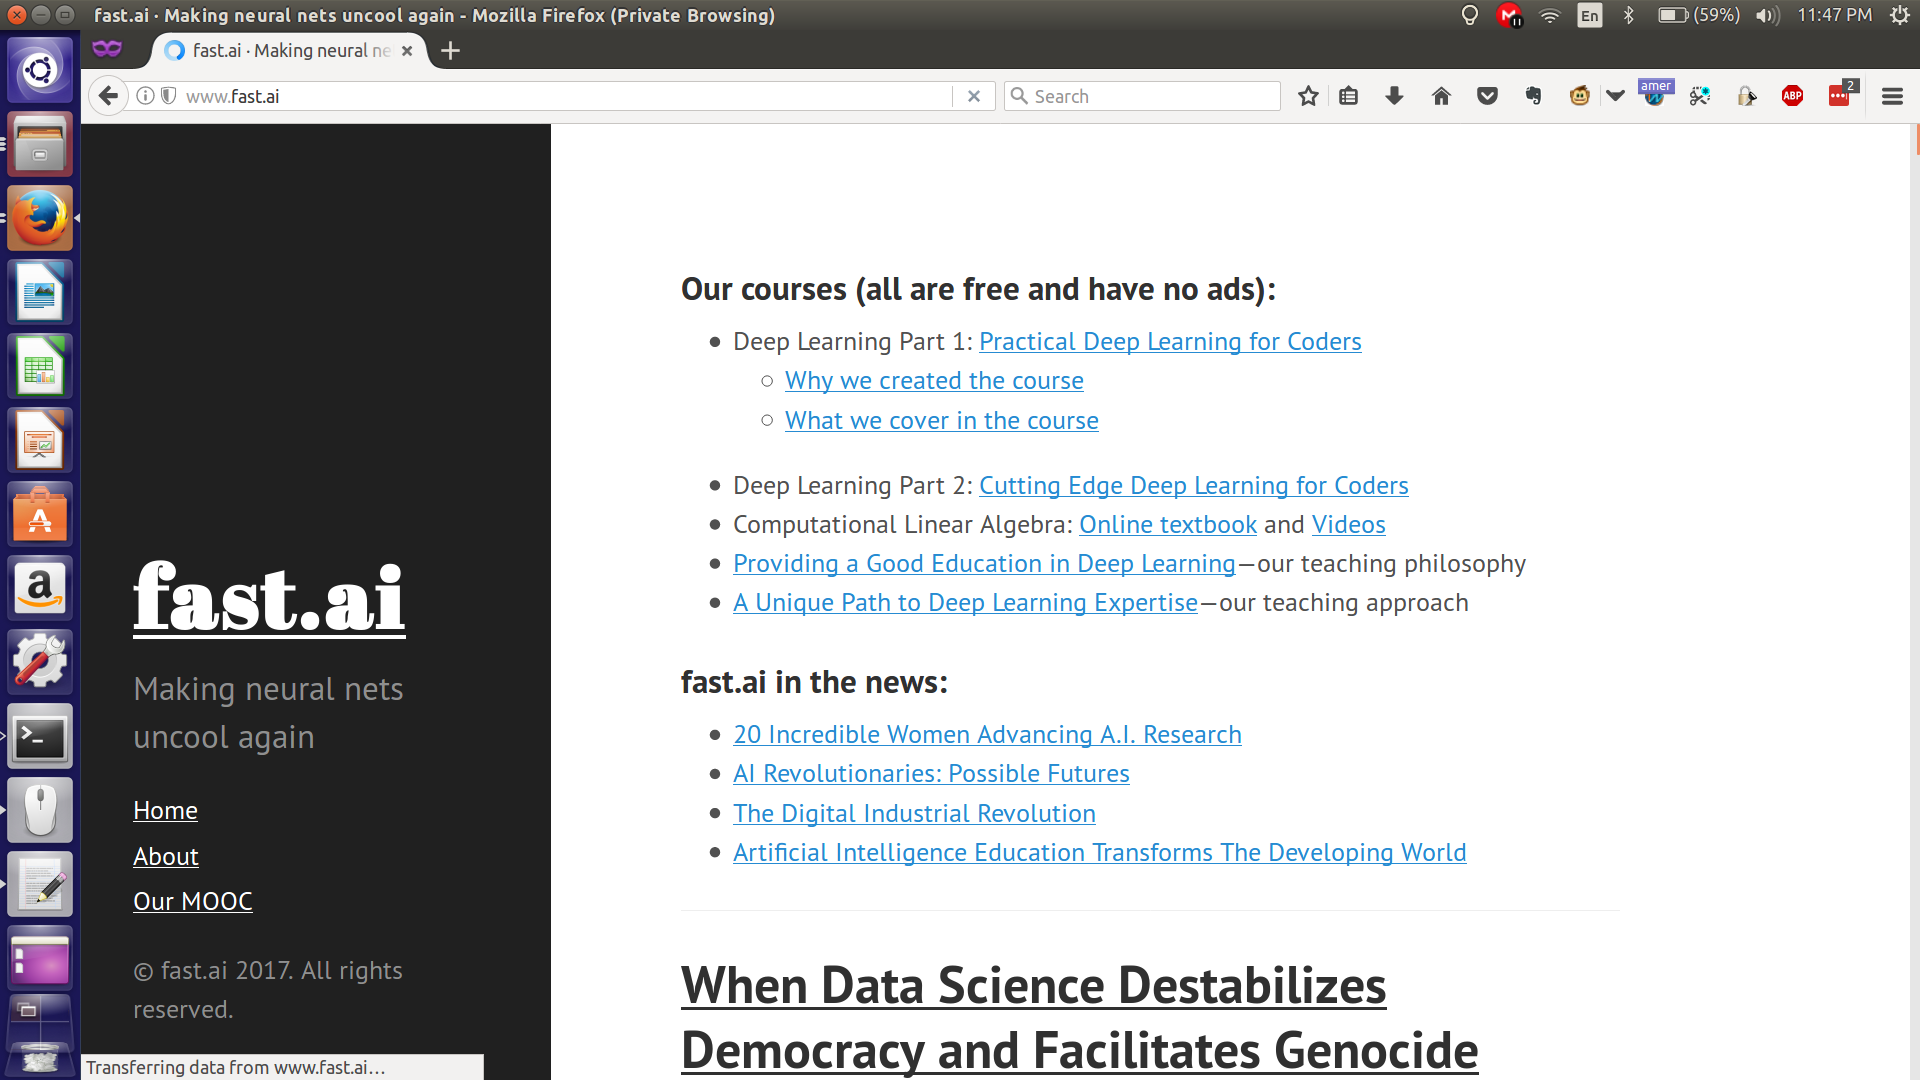 fast.ai · Making neural nets uncool again - Mozilla Firefox (Private Browsing)
En
(59%)
11:47 PM
fast.ai · Making neural ne
www.fast.ai
Search
amer
ABP
2
Our courses (all are free and have no ads):
Deep Learning Part 1: Practical Deep Learning for Coders
Why we created the course
What we cover in the course
Deep Learning Part 2: Cutting Edge Deep Learning for Coders
Computational Linear Algebra: Online textbook and Videos
Providing a Good Education in Deep Learning—our teaching philosophy
A Unique Path to Deep Learning Expertise—our teaching approach
fast.ai in the news:
20 Incredible Women Advancing A.I. Research
AI Revolutionaries: Possible Futures
The Digital Industrial Revolution
Artificial Intelligence Education Transforms The Developing World
When Data Science Destabilizes
Democracy and Facilitates Genocide
fast.ai
Making neural nets
uncool again
Home
About
Our MOOC
© fast.ai 2017. All rights
reserved.
Transferring data from www.fast.ai…